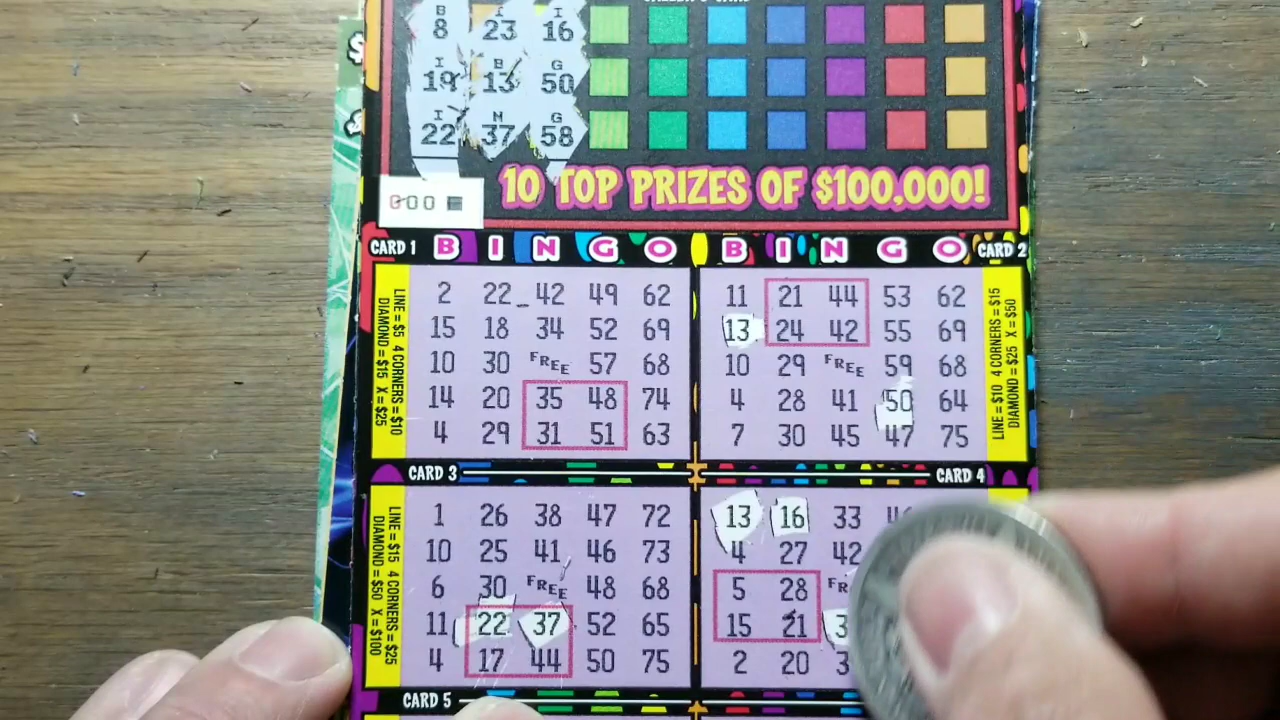 B I I
8 23 16
I B G
19 13 50
I N G
22 37 58
000
10 TOP PRIZES OF $100,000!
CARD 1 B I N G O
B I N G O CARD 2
LINE = $5 4 CORNERS = $10
DIAMOND = $15 X = $25
2 22 42 49 62
15 18 34 52 69
10 30 FREE 57 68
14 20 35 48 74
4 29 31 51 63
11 21 44 53 62
13 24 42 55 69
10 29 FREE 59 68
4 28 41 50 64
7 30 45 47 75
LINE = $10 4 CORNERS = $15
DIAMOND = $25 X = $50
CARD 3
CARD 4
LINE = $15 4 CORNERS = $25
DIAMOND = $50 X = $100
1 26 38 47 72
10 25 41 46 73
6 30 FREE 48 68
11 22 37 52 65
4 17 44 50 75
13 16 33
4 27 42
5 28
15 21
2 20
CARD 5